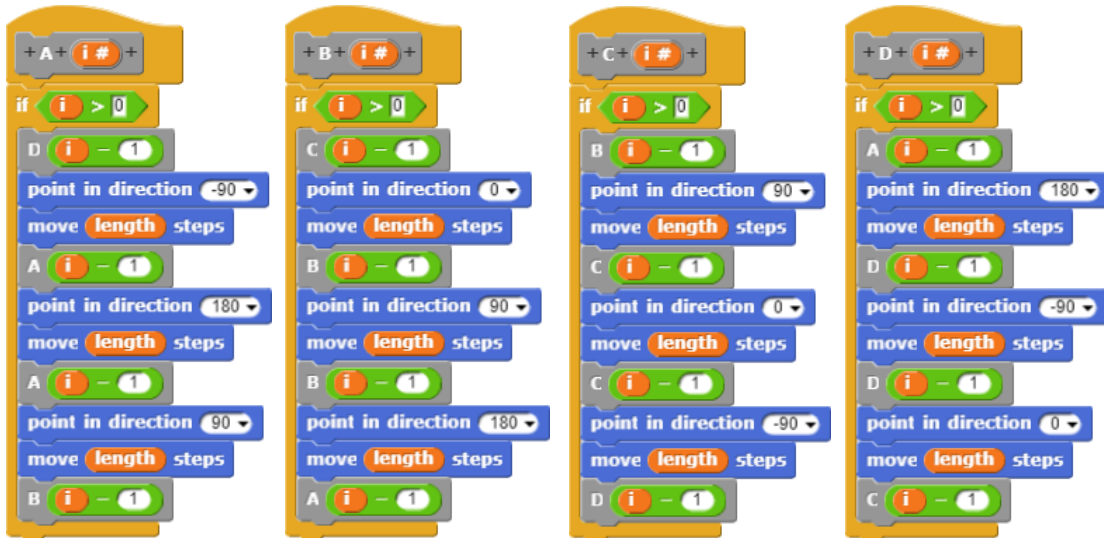 + A + i # +
if i > 0
D i − 1
point in direction -90
move length steps
A i − 1
point in direction 180
move length steps
A i − 1
point in direction 90
move length steps
B i − 1
+ B + i # +
if i > 0
C i − 1
point in direction 0
move length steps
B i − 1
point in direction 90
move length steps
B i − 1
point in direction 180
move length steps
A i − 1
+ C + i # +
if i > 0
B i − 1
point in direction 90
move length steps
C i − 1
point in direction 0
move length steps
C i − 1
point in direction -90
move length steps
D i − 1
+ D + i # +
if i > 0
A i − 1
point in direction 180
move length steps
D i − 1
point in direction -90
move length steps
D i − 1
point in direction 0
move length steps
C i − 1